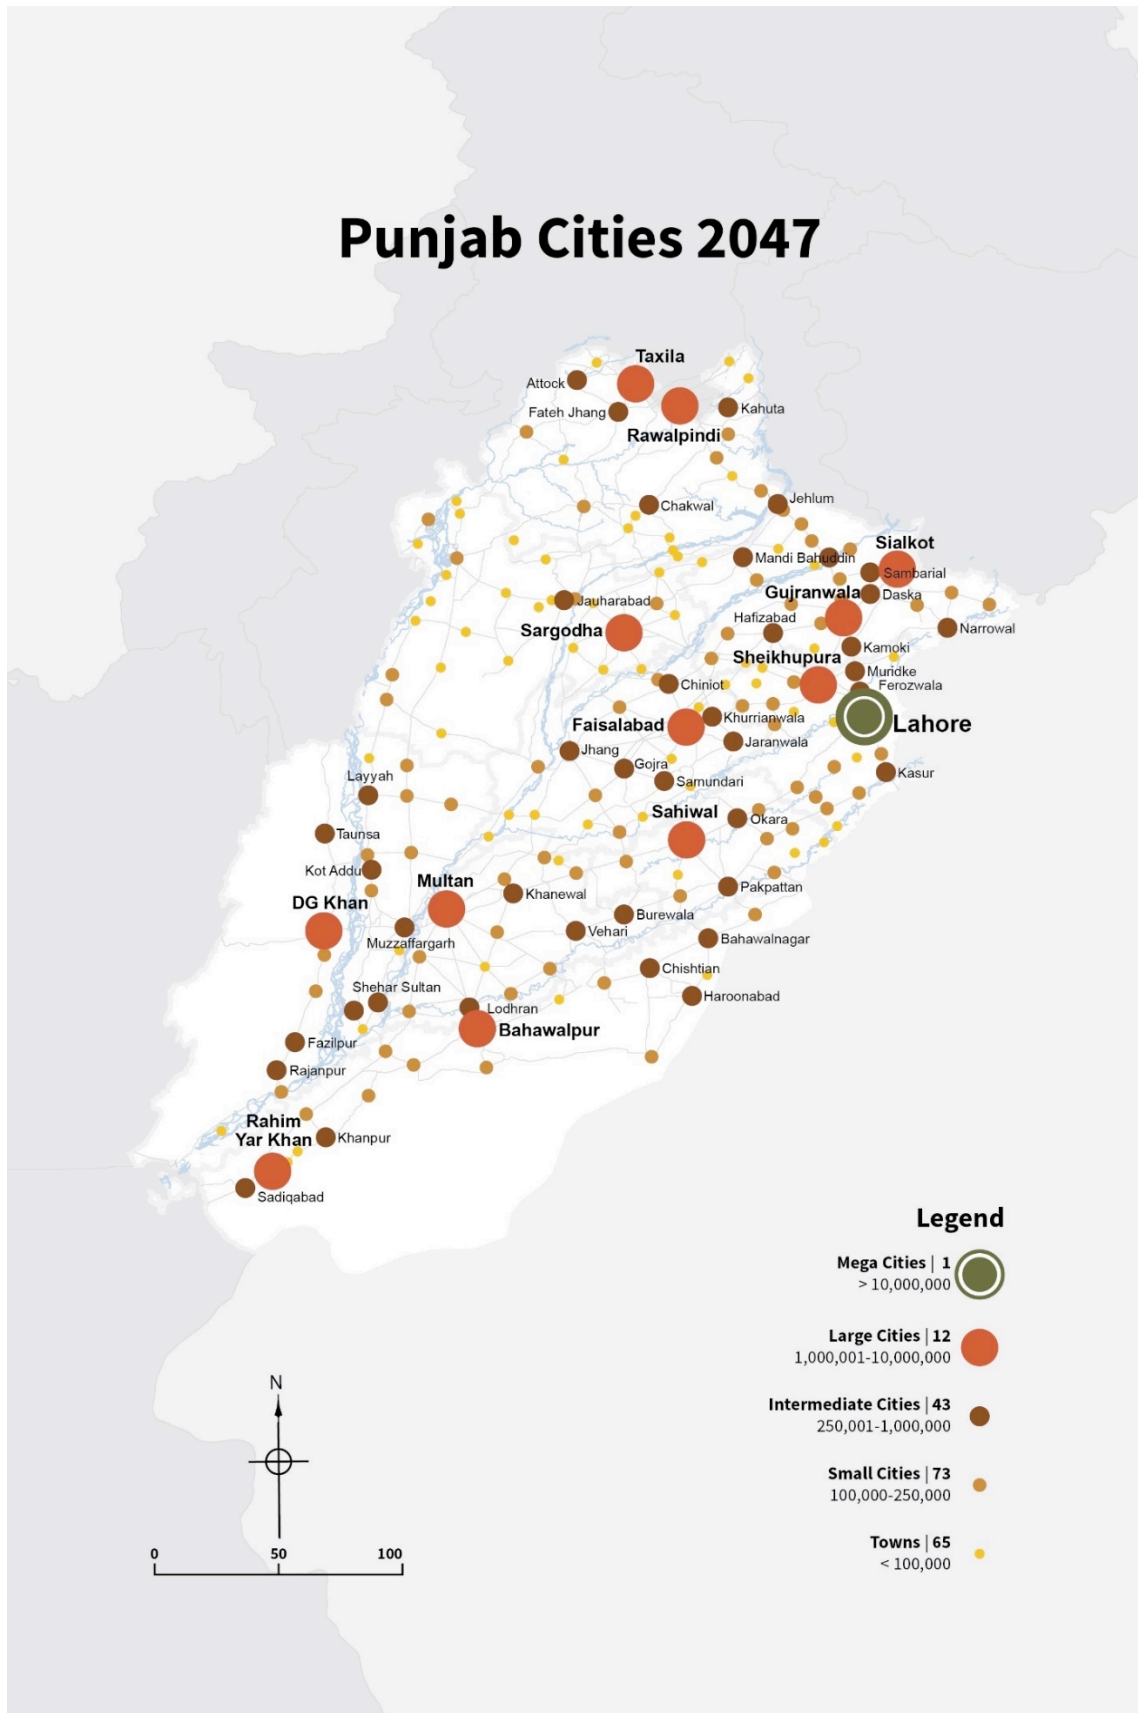 Punjab Cities 2047
Taxila
Attock
Fateh Jhang
Kahuta
Rawalpindi
Chakwal
Jehlum
Sialkot
Mandi Bahuddin
Sambarial
Gujranwala
Daska
Jauharabad
Hafizabad
Sargodha
Narrowal
Kamoki
Sheikhupura
Muridke
Chiniot
Ferozwala
Khurrianwala
Faisalabad
Lahore
Jaranwala
Jhang
Gojra
Kasur
Layyah
Samundari
Sahiwal
Okara
Taunsa
Kot Addu
Multan
Pakpattan
Khanewal
DG Khan
Burewala
Vehari
Muzzaffargarh
Bahawalnagar
Chishtian
Shehar Sultan
Haroonabad
Lodhran
Bahawalpur
Fazilpur
Rajanpur
Rahim
Yar Khan
Khanpur
Sadiqabad
Legend
Mega Cities | 1
> 10,000,000
Large Cities | 12
1,000,001-10,000,000
Intermediate Cities | 43
250,001-1,000,000
Small Cities | 73
100,000-250,000
Towns | 65
< 100,000
N
0 50 100